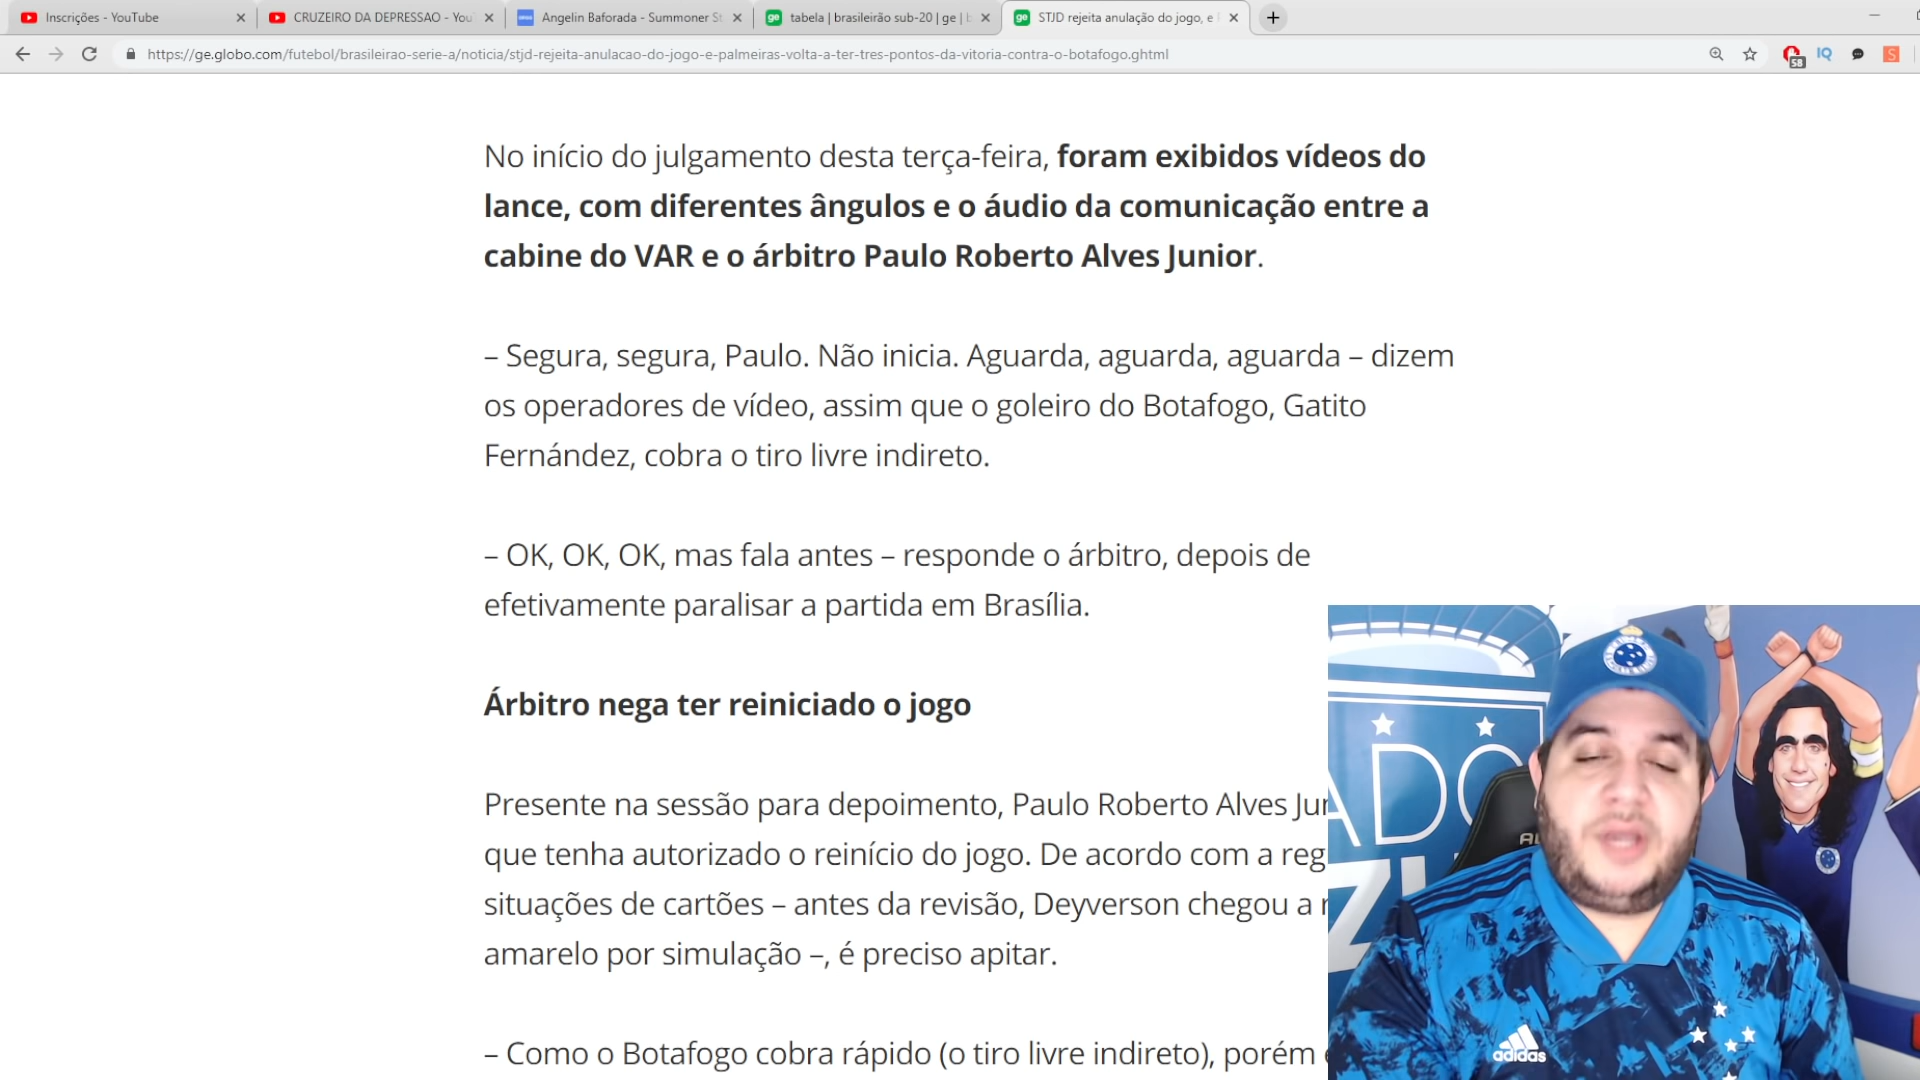 Inscrições - YouTube
CRUZEIRO DA DEPRESSAO - You
Angelin Baforada - Summoner St
tabela | brasileirão sub-20 | ge | b
STJD rejeita anulação do jogo, e
https://ge.globo.com/futebol/brasileirao-serie-a/noticia/stjd-rejeita-anulacao-do-jogo-e-palmeiras-volta-a-ter-tres-pontos-da-vitoria-contra-o-botafogo.ghtml
58
IQ
S
No início do julgamento desta terça-feira, foram exibidos vídeos do
lance, com diferentes ângulos e o áudio da comunicação entre a
cabine do VAR e o árbitro Paulo Roberto Alves Junior.
– Segura, segura, Paulo. Não inicia. Aguarda, aguarda, aguarda – dizem
os operadores de vídeo, assim que o goleiro do Botafogo, Gatito
Fernández, cobra o tiro livre indireto.
– OK, OK, OK, mas fala antes – responde o árbitro, depois de
efetivamente paralisar a partida em Brasília.
Árbitro nega ter reiniciado o jogo
Presente na sessão para depoimento, Paulo Roberto Alves Jun
que tenha autorizado o reinício do jogo. De acordo com a reg
situações de cartões – antes da revisão, Deyverson chegou a r
amarelo por simulação –, é preciso apitar.
– Como o Botafogo cobra rápido (o tiro livre indireto), porém e
ADO
adidas